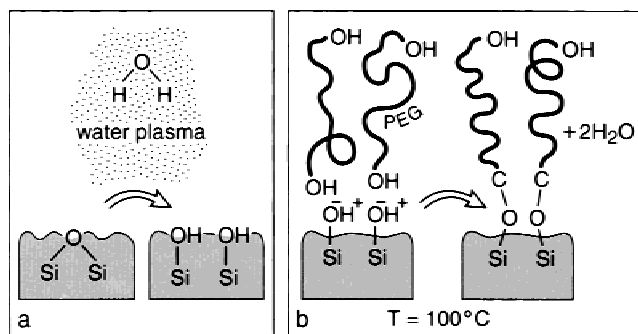 O
H H
water plasma
O
Si Si
OH OH
Si Si
a
OH OH
PEG
OH
OH
OH⁻⁺ OH⁻⁺
Si Si
OH
OH
+2H₂O
C C
O O
Si Si
b
T = 100°C